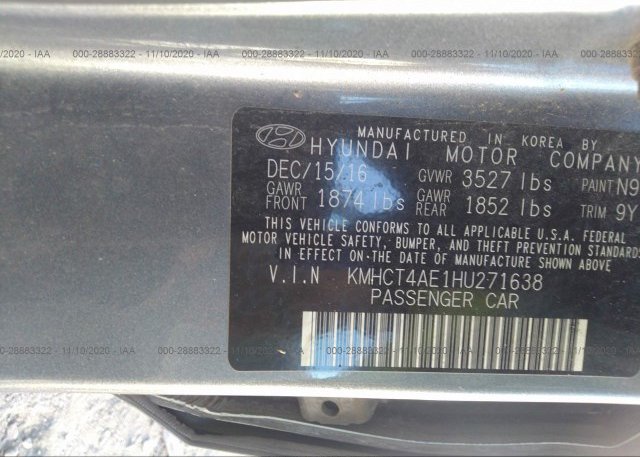 000-28883322 - 11/10/2020 - IAA
MANUFACTURED IN KOREA BY
HYUNDAI MOTOR COMPANY
DEC/15/16 GVWR 3527 lbs PAINT N9
GAWR FRONT 1874 lbs GAWR REAR 1852 lbs TRIM 9Y
THIS VEHICLE CONFORMS TO ALL APPLICABLE U.S.A. FEDERAL
MOTOR VEHICLE SAFETY, BUMPER, AND THEFT PREVENTION STANDARDS
IN EFFECT ON THE DATE OF MANUFACTURE SHOWN ABOVE
V.I.N KMHCT4AE1HU271638
PASSENGER CAR
000-28883322 - 11/10/2020 - IAA